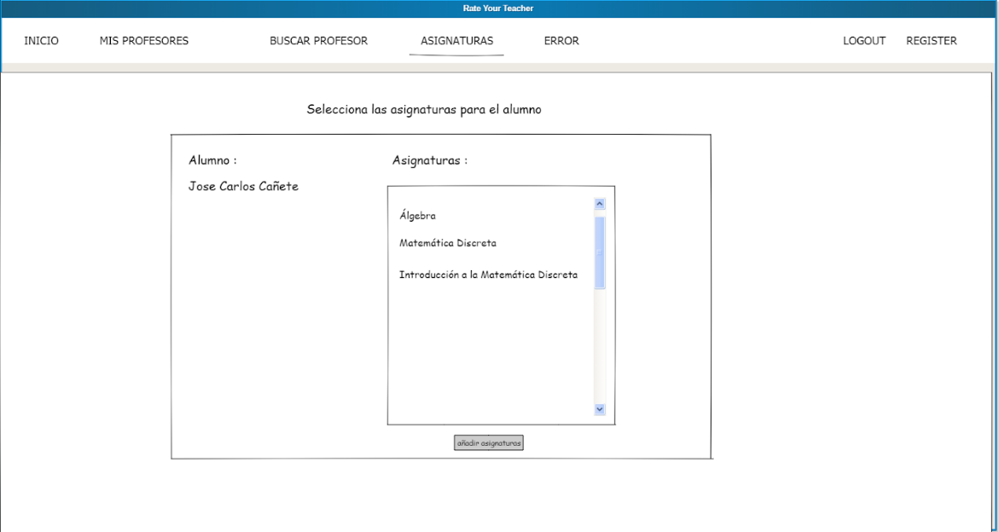 Rate Your Teacher
INICIO MIS PROFESORES BUSCAR PROFESOR ASIGNATURAS ERROR LOGOUT REGISTER
Selecciona las asignaturas para el alumno
Alumno : Asignaturas :
Jose Carlos Cañete
Álgebra
Matemática Discreta
Introducción a la Matemática Discreta
añadir asignaturas